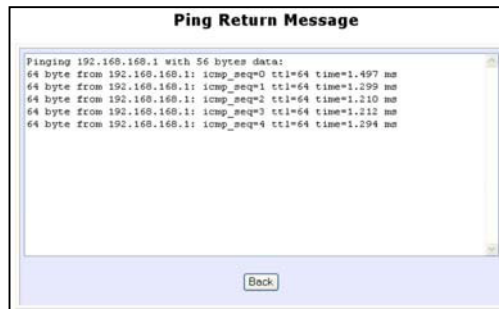 Ping Return Message
Pinging 192.168.168.1 with 56 bytes data:
64 byte from 192.168.168.1: icmp_seq=0 ttl=64 time=1.497 ms
64 byte from 192.168.168.1: icmp_seq=1 ttl=64 time=1.299 ms
64 byte from 192.168.168.1: icmp_seq=2 ttl=64 time=1.210 ms
64 byte from 192.168.168.1: icmp_seq=3 ttl=64 time=1.212 ms
64 byte from 192.168.168.1: icmp_seq=4 ttl=64 time=1.294 ms
Back